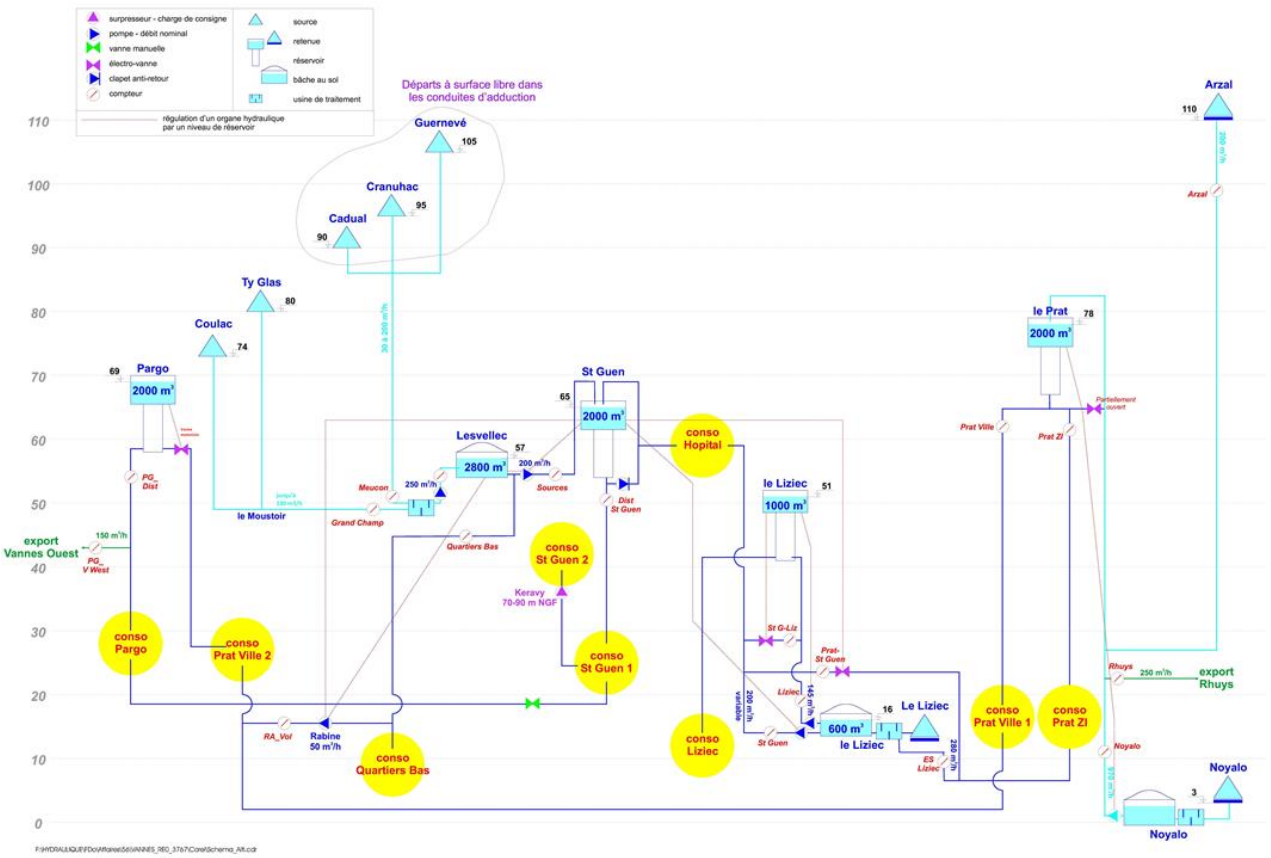 surpresseur - charge de consigne
pompe - débit nominal
vanne manuelle
électro-vanne
clapet anti-retour
compteur
source
retenue
réservoir
bâche au sol
usine de traitement
régulation d'un organe hydraulique
par un niveau de réservoir
Départs à surface libre dans
les conduites d'adduction
Arzal
110
200 m³/h
Arzal
Guernevé
105
Cranuhac
95
Cadual
90
30 à 200 m³/h
Ty Glas
80
Coulac
74
110
100
90
80
70
60
50
40
30
20
10
0
Pargo
69
2000 m³
PG_
Dist
150 m³/h
export
Vannes Ouest
PG_
V West
conso
Pargo
conso
Prat Ville 2
le Moustoir
Grand Champ
Meucon
250 m³/h
Lesvellec
57
2800 m³
200 m³/h
Sources
Quartiers Bas
St Guen
65
2000 m³
Dist
St Guen
conso
Hopital
conso
St Guen 2
Keravy
70-90 m NGF
conso
St Guen 1
RA_Vol
Rabine
50 m³/h
conso
Quartiers Bas
le Liziec
51
1000 m³
St G-Liz
Prat-
St Guen
Liziec
145 m³/h
200 m³/h
variable
St Guen
conso
Liziec
16
600 m³
le Liziec
Le Liziec
ES
Liziec
280 m³/h
le Prat
78
2000 m³
Partiellement
ouvert
Prat Ville
Prat ZI
conso
Prat Ville 1
conso
Prat ZI
Rhuys
250 m³/h
export
Rhuys
Noyalo
Noyalo
3
Noyalo